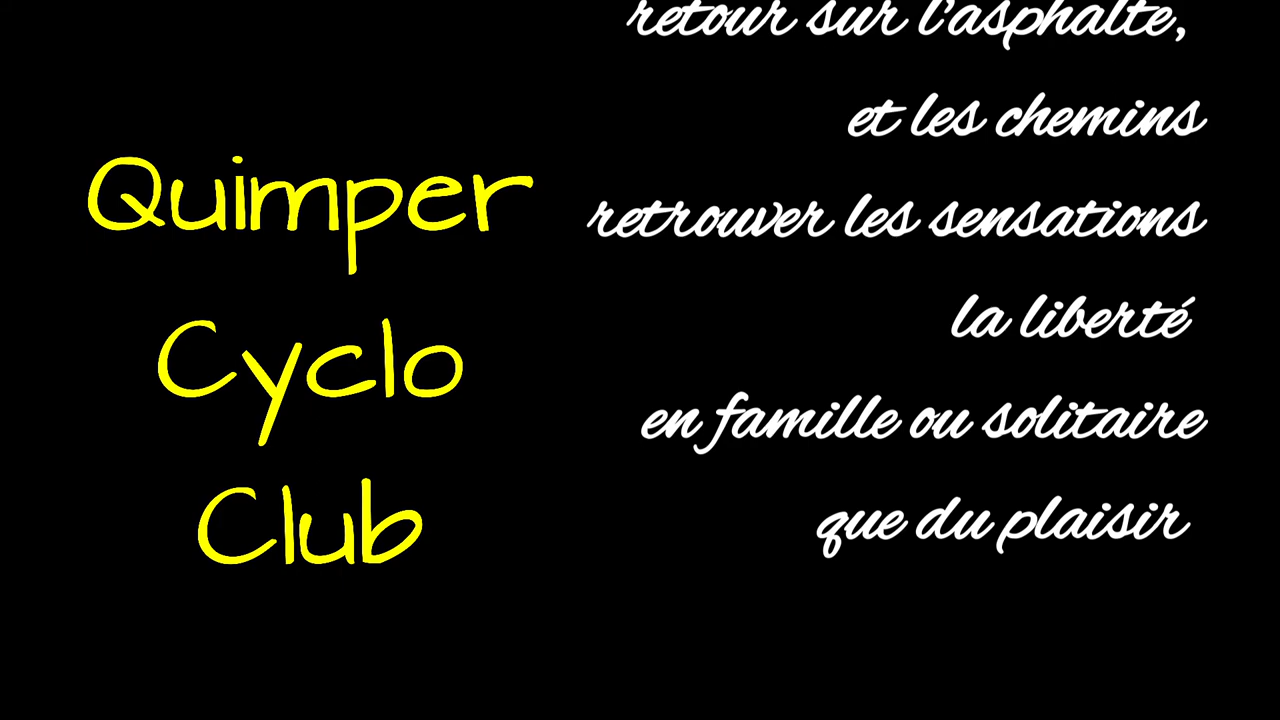 Quimper
Cyclo
Club
retour sur l'asphalte,
et les chemins
retrouver les sensations
la liberté
en famille ou solitaire
que du plaisir